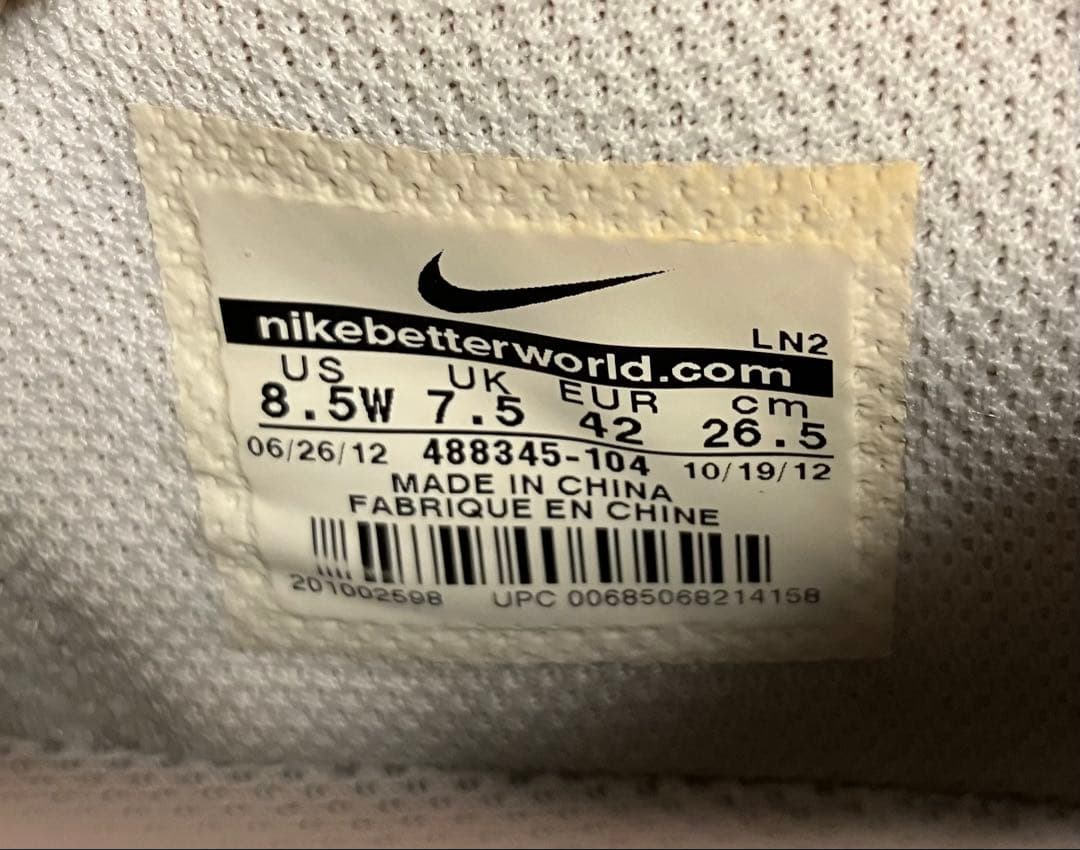 nikebetterworld.com LN2
US UK EUR cm
8.5W 7.5 42 26.5
06/26/12 488345-104 10/19/12
MADE IN CHINA
FABRIQUE EN CHINE
201002598 UPC 00685068214158